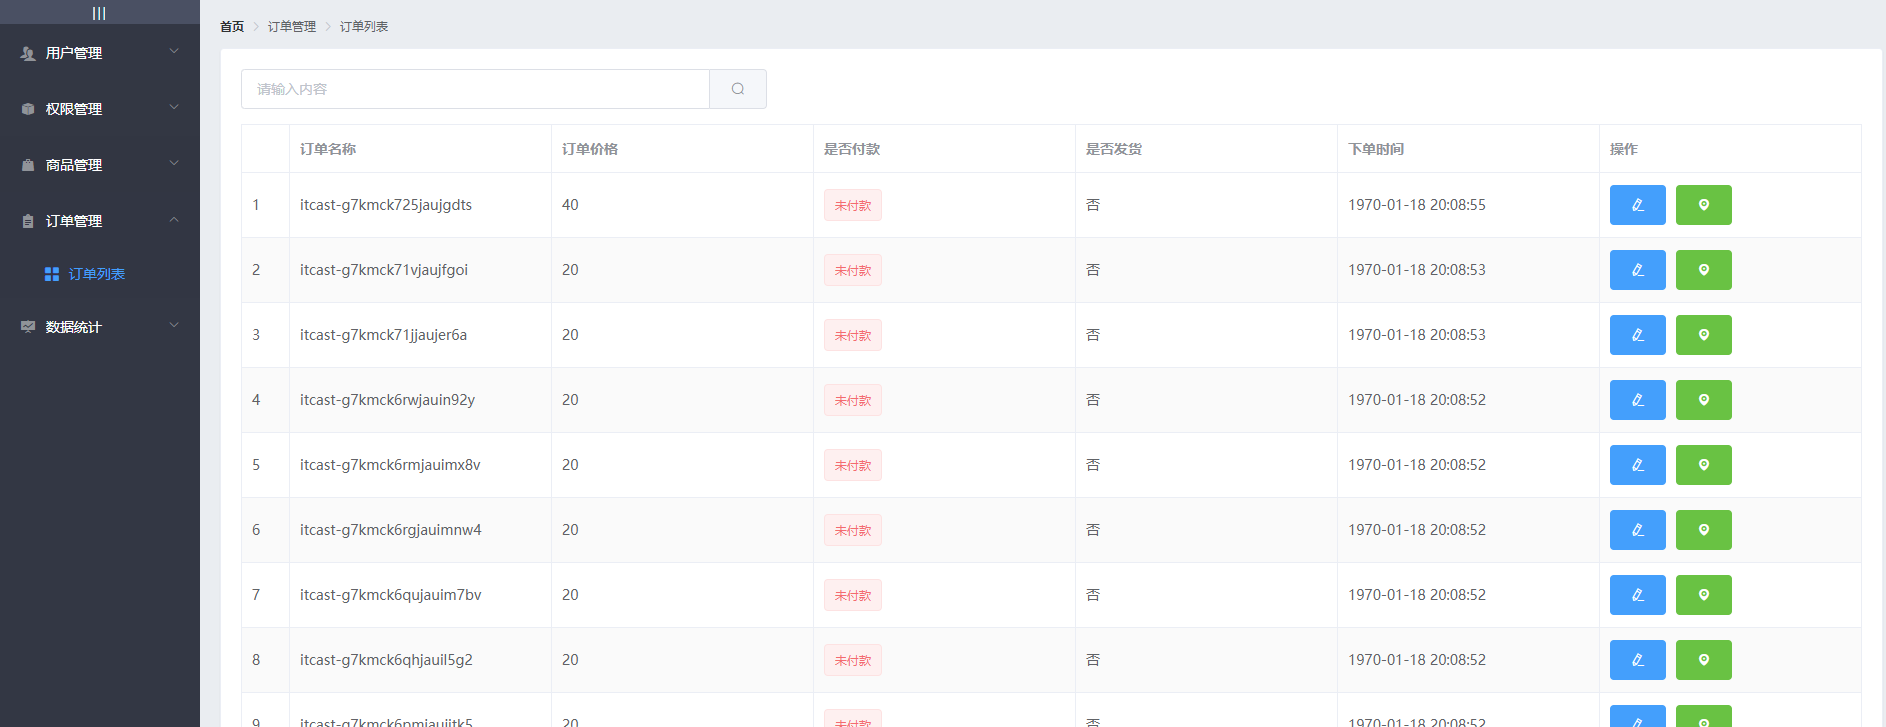 |||
用户管理
权限管理
商品管理
订单管理
订单列表
数据统计
首页 订单管理 订单列表
请输入内容
订单名称 订单价格 是否付款 是否发货 下单时间 操作
1 itcast-g7kmck725jaujgdts 40 未付款 否 1970-01-18 20:08:55
2 itcast-g7kmck71vjaujfgoi 20 未付款 否 1970-01-18 20:08:53
3 itcast-g7kmck71jjaujer6a 20 未付款 否 1970-01-18 20:08:53
4 itcast-g7kmck6rwjauin92y 20 未付款 否 1970-01-18 20:08:52
5 itcast-g7kmck6rmjauimx8v 20 未付款 否 1970-01-18 20:08:52
6 itcast-g7kmck6rgjauimnw4 20 未付款 否 1970-01-18 20:08:52
7 itcast-g7kmck6qujauim7bv 20 未付款 否 1970-01-18 20:08:52
8 itcast-g7kmck6qhjauil5g2 20 未付款 否 1970-01-18 20:08:52
9 itcast-g7kmck6pmjauijtk5 20 未付款 否 1970-01-18 20:08:52